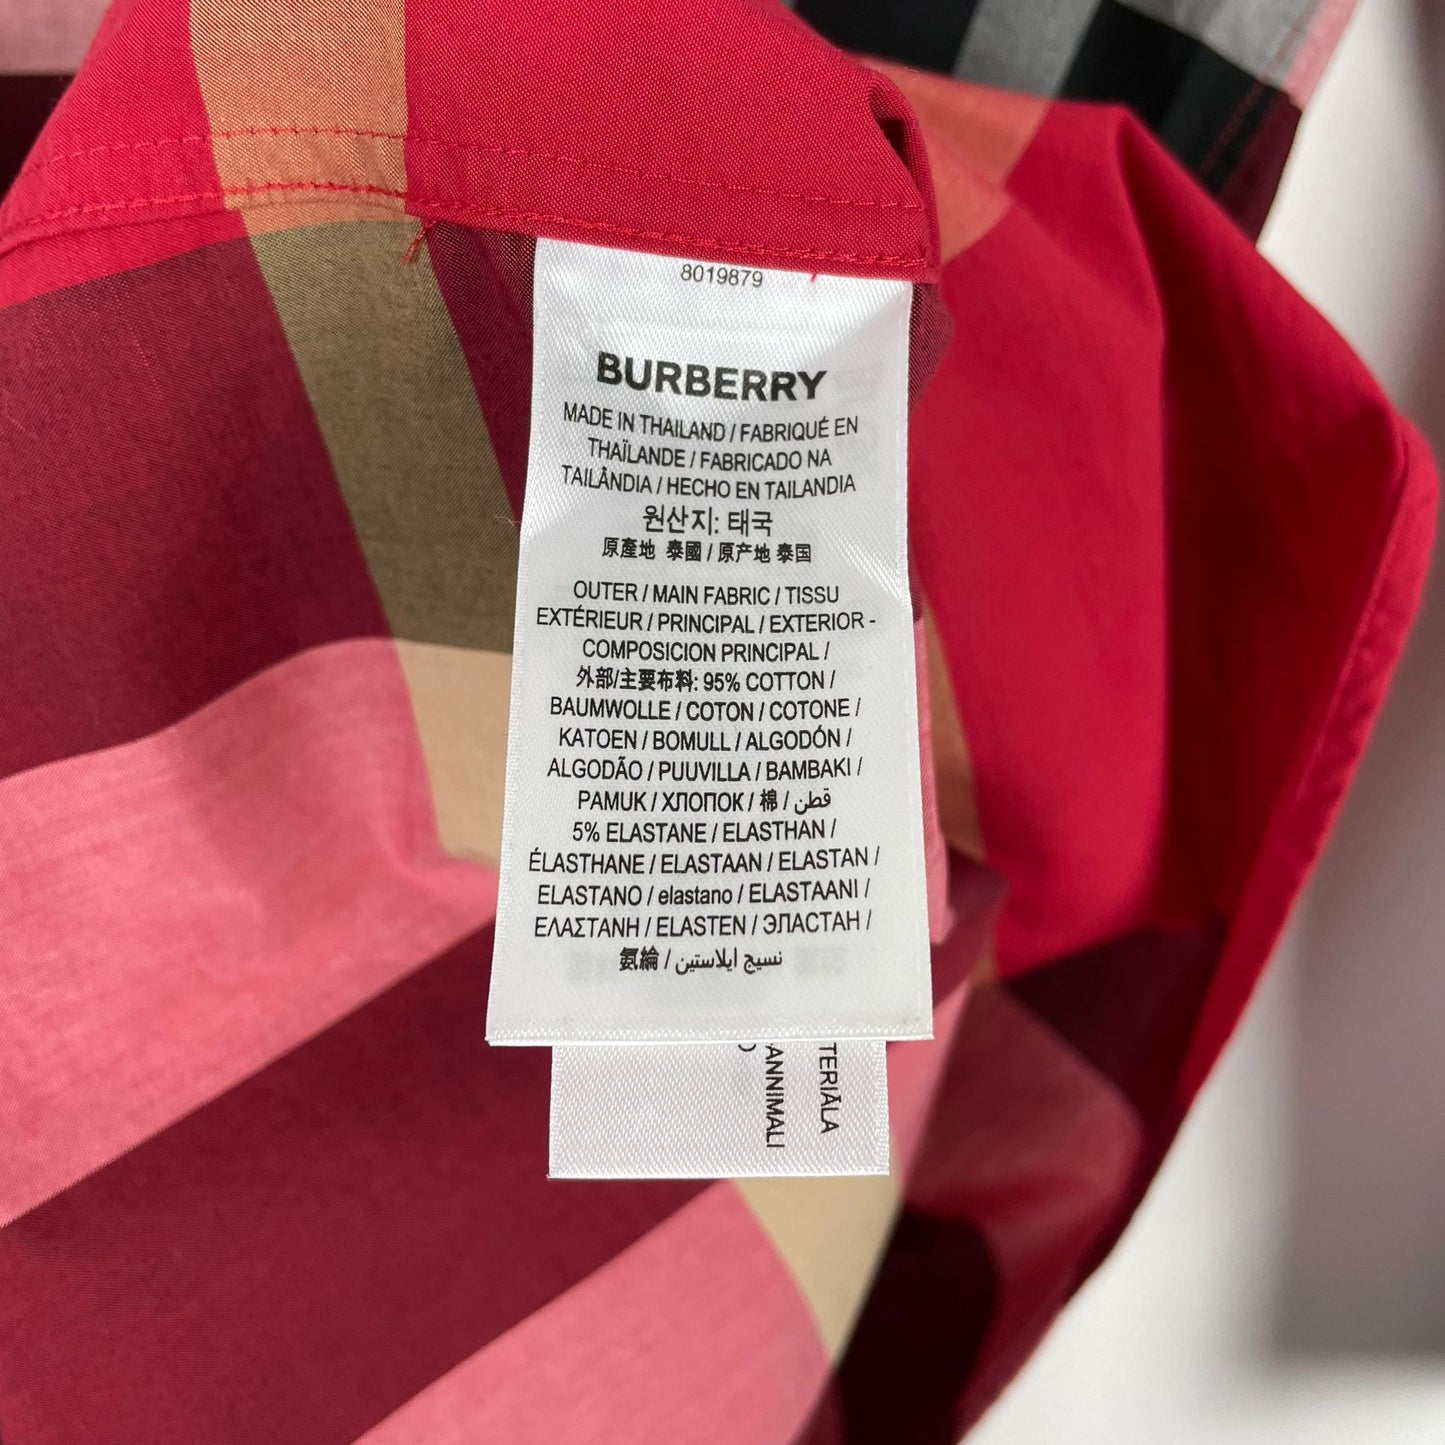 8019879
BURBERRY
MADE IN THAILAND / FABRIQUÉ EN
THAÏLANDE / FABRICADO NA
TAILÂNDIA / HECHO EN TAILANDIA
원산지: 태국
原產地 泰國 / 原产地 泰国
OUTER / MAIN FABRIC / TISSU
EXTÉRIEUR / PRINCIPAL / EXTERIOR -
COMPOSICION PRINCIPAL /
外部/主要布料: 95% COTTON /
BAUMWOLLE / COTON / COTONE /
KATOEN / BOMULL / ALGODÓN /
ALGODÃO / PUUVILLA / BAMBAKI /
PAMUK / ХЛОПОК / 棉 / قطن
5% ELASTANE / ELASTHAN /
ÉLASTHANE / ELASTAAN / ELASTAN /
ELASTANO / elastano / ELASTAANI /
ΕΛΑΣΤΑΝΗ / ELASTEN / ЭЛАСТАН /
氨綸 / نسيج ايلاستين
TERIĀLA
ANNIMALI